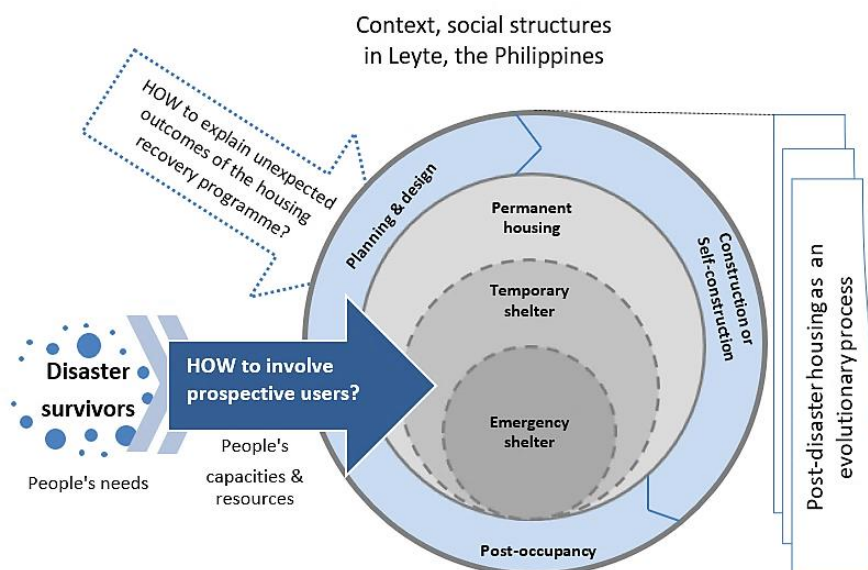 Context, social structures
in Leyte, the Philippines
HOW to explain unexpected
outcomes of the housing
recovery programme?
Planning & design
Permanent
housing
Construction or
Self-construction
Temporary
shelter
Disaster
survivors
HOW to involve
prospective users?
Emergency
shelter
People's needs
People's
capacities &
resources
Post-occupancy
Post-disaster housing as an
evolutionary process